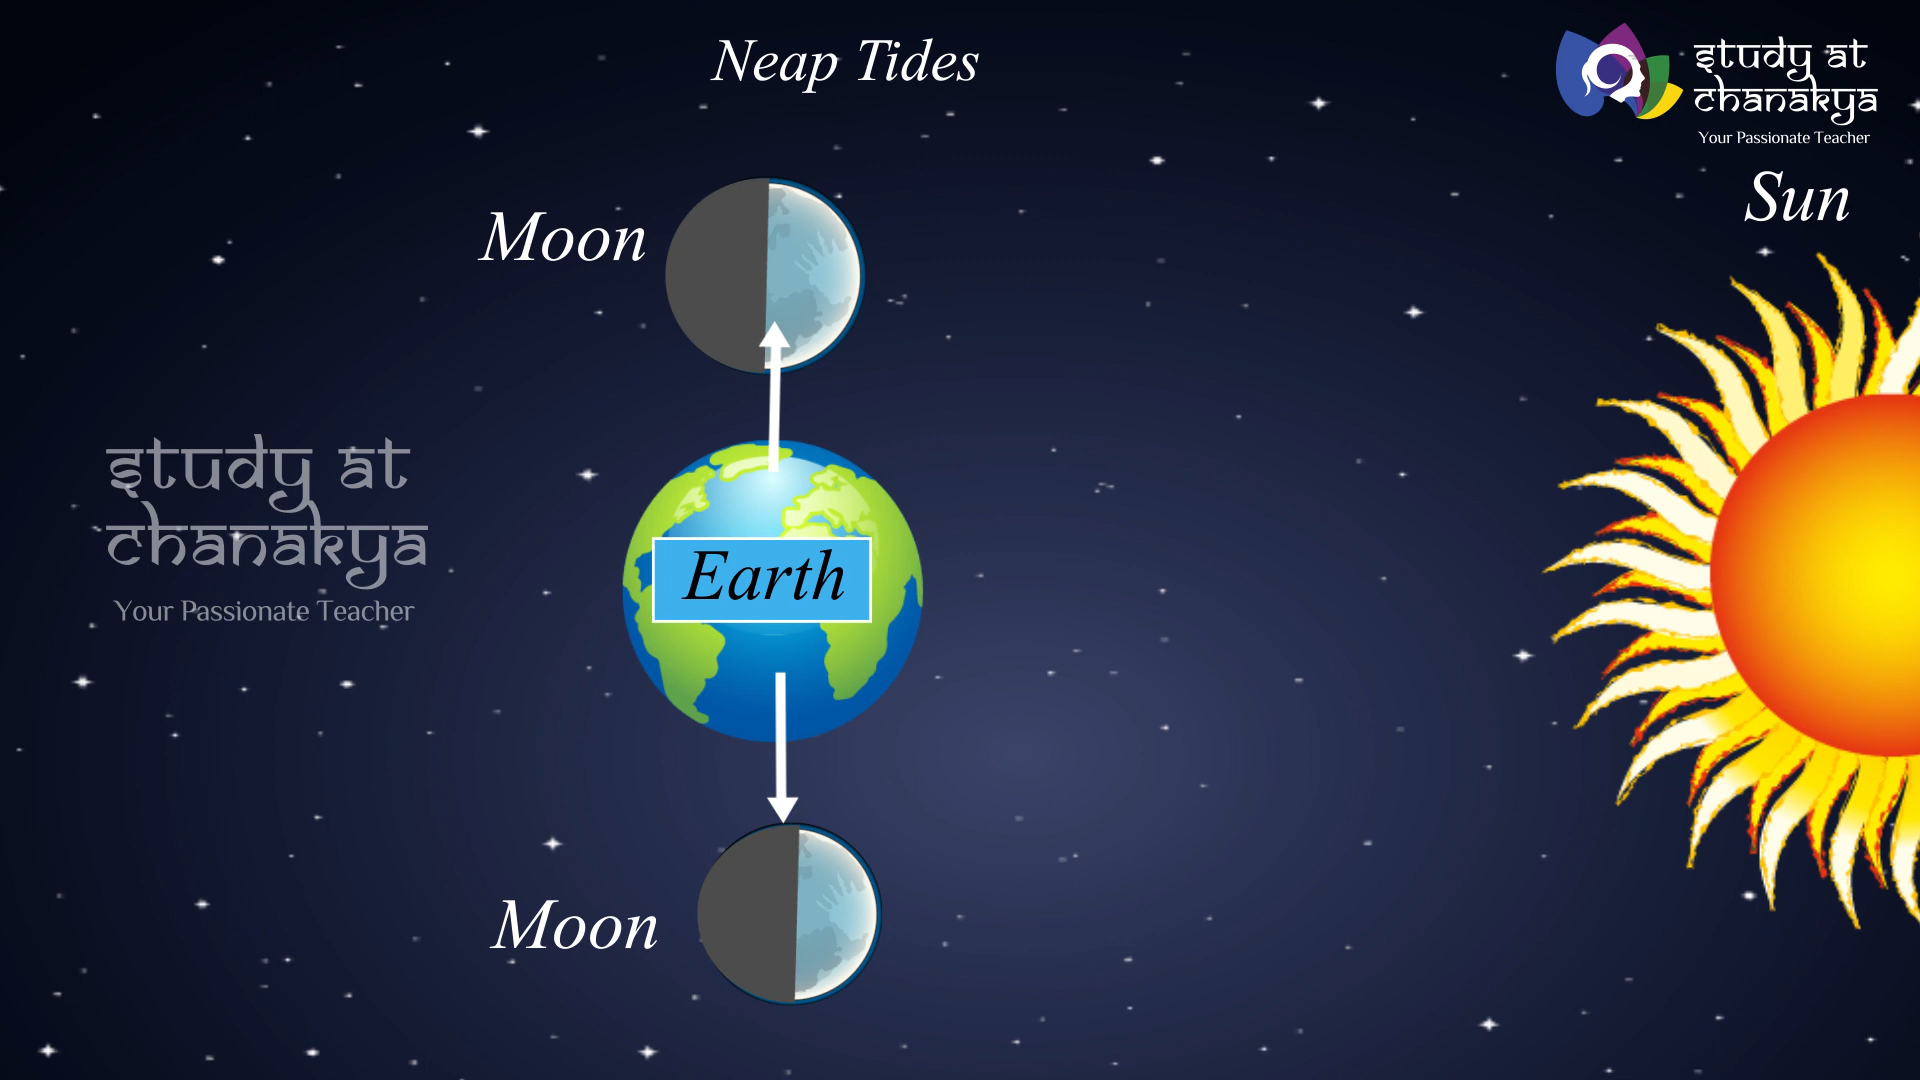 Neap Tides
study at
chanakya
Your Passionate Teacher
Sun
Moon
study at
chanakya
Your Passionate Teacher
Earth
Moon